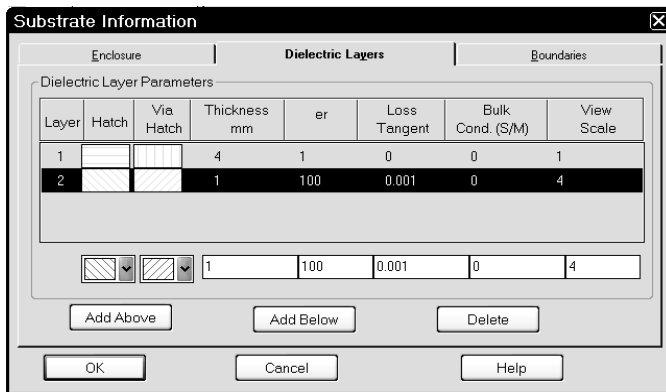 Substrate Information
Enclosure Dielectric Layers Boundaries
Dielectric Layer Parameters
Layer Hatch Via Hatch Thickness mm er Loss Tangent Bulk Cond. (S/M) View Scale
1 4 1 0 0 1
2 1 100 0.001 0 4
1 100 0.001 0 4
Add Above Add Below Delete
OK Cancel Help